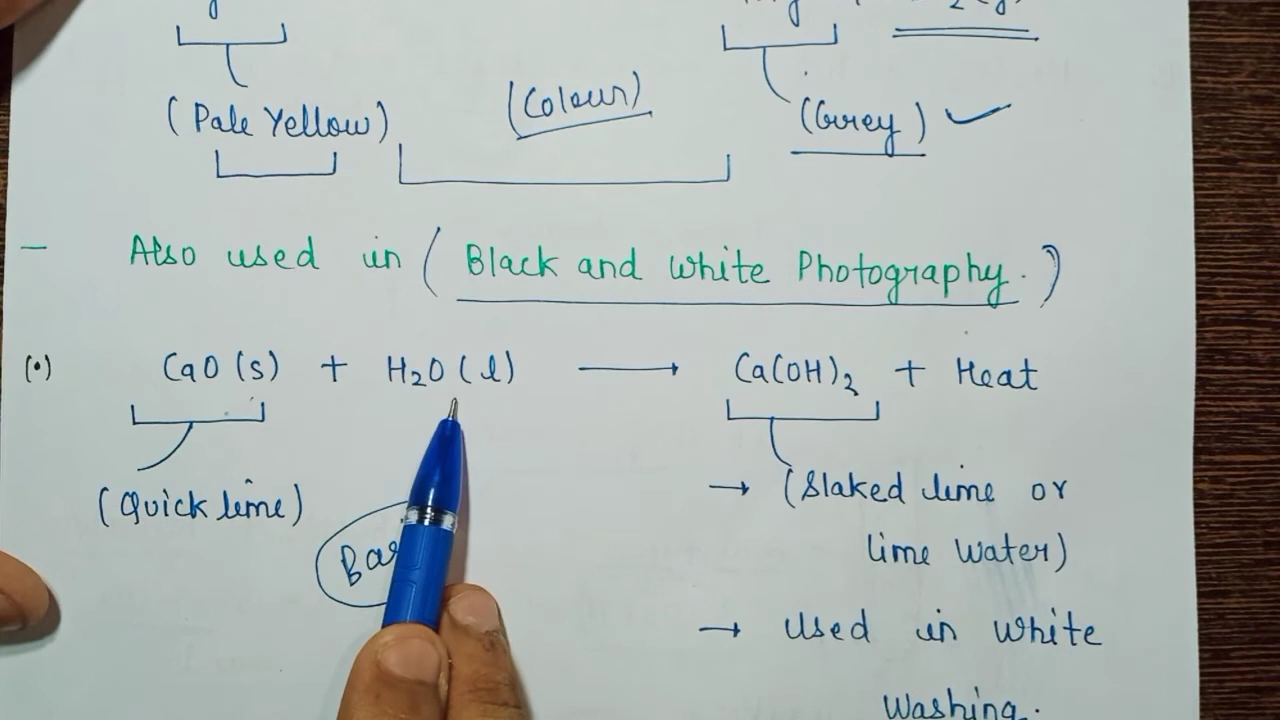 (Pale Yellow)
(Colour)
(Grey) ✓
– Also used in (Black and White Photography.)
(•) CaO(s) + H₂O(l) → Ca(OH)₂ + Heat
(Quick lime)
→ (Slaked lime or
lime water)
→ Used in white
washing.